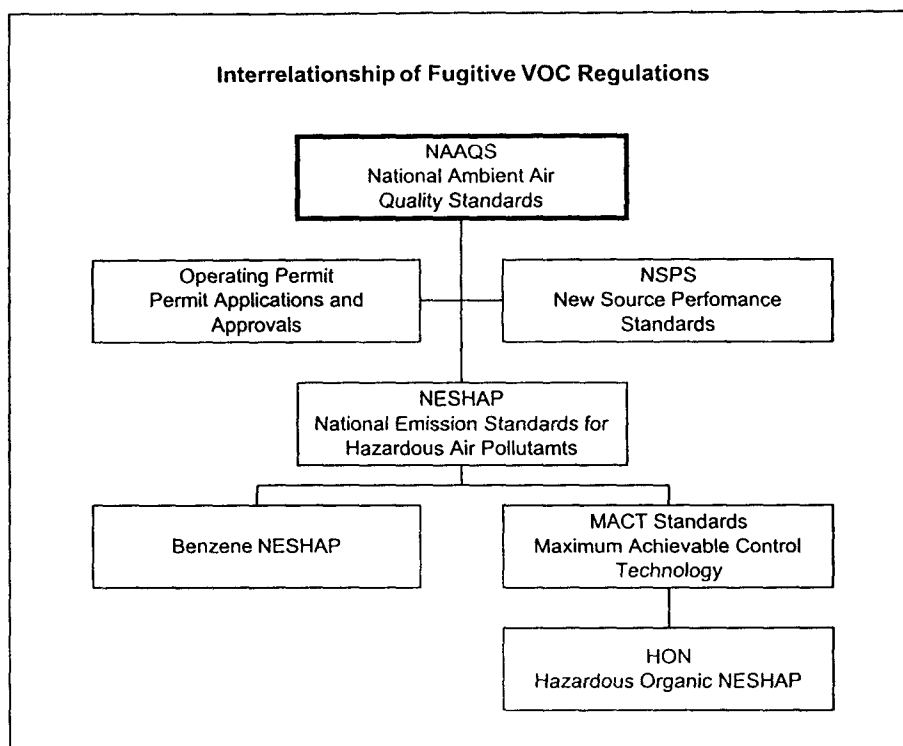 Interrelationship of Fugitive VOC Regulations
NAAQS
National Ambient Air
Quality Standards
Operating Permit
Permit Applications and
Approvals
NSPS
New Source Perfomance
Standards
NESHAP
National Emission Standards for
Hazardous Air Pollutamts
Benzene NESHAP
MACT Standards
Maximum Achievable Control
Technology
HON
Hazardous Organic NESHAP